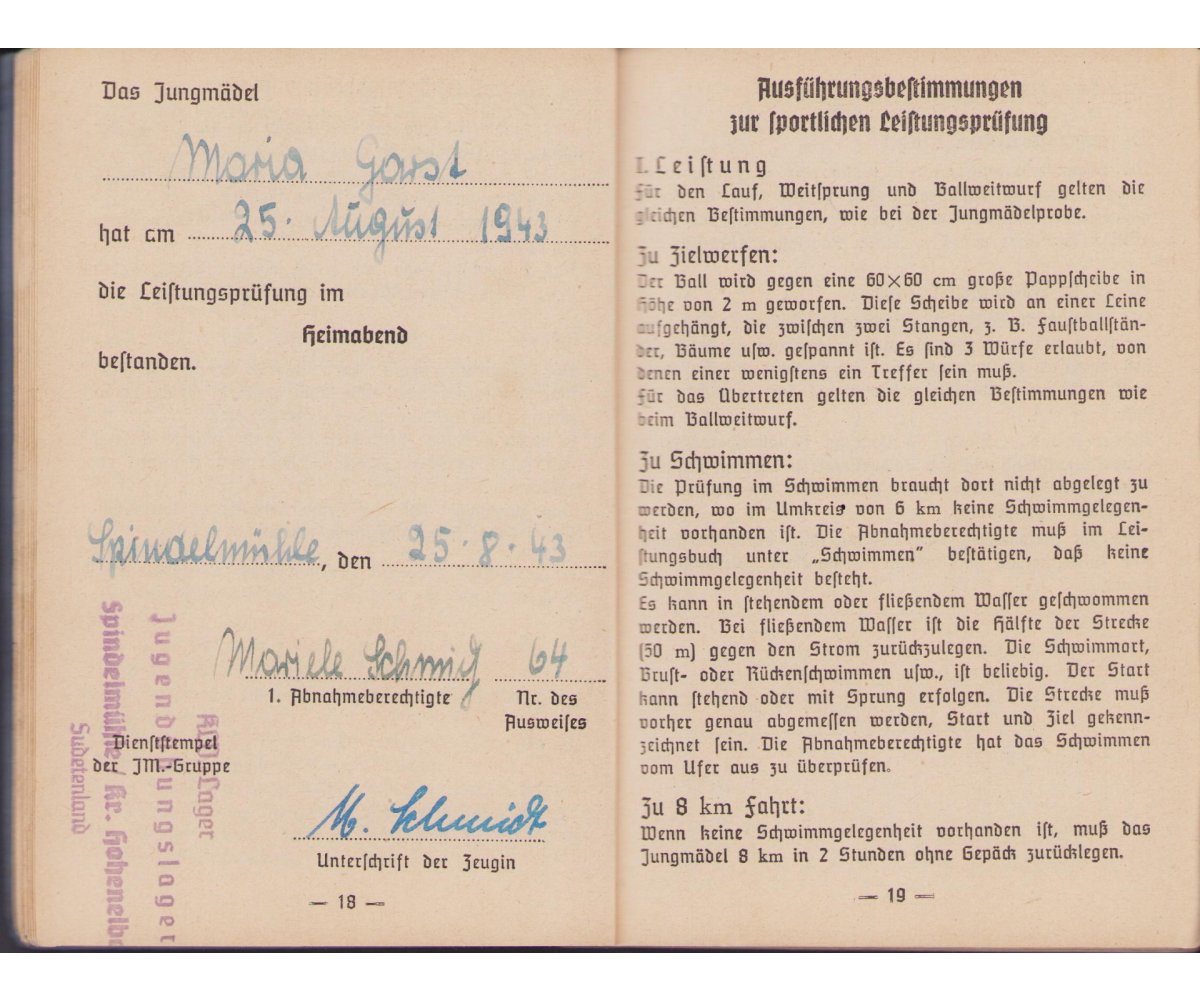 Das Jungmädel
Maria Garst
hat am 25. August 1943
die Leistungsprüfung im
Heimabend
bestanden.
Spindelmühle, den 25.8.43
Mariele Schmid 64
1. Abnahmeberechtigte Nr. des
Ausweises
Dienststempel
der JM.-Gruppe
KLV Lager
Jugend
Spindelmühle / Kr. Hohenelbe
Sudetenland
M. Schmidt
Unterschrift der Zeugin
— 18 —
Ausführungsbestimmungen
zur sportlichen Leistungsprüfung
I. Leistung
Für den Lauf, Weitsprung und Ballweitwurf gelten die
gleichen Bestimmungen, wie bei der Jungmädelprobe.
Zu Zielwerfen:
Der Ball wird gegen eine 60×60 cm große Pappscheibe in
Höhe von 2 m geworfen. Diese Scheibe wird an einer Leine
aufgehängt, die zwischen zwei Stangen, z. B. Faustballstän-
der, Bäume usw. gespannt ist. Es sind 3 Würfe erlaubt, von
denen einer wenigstens ein Treffer sein muß.
Für das Übertreten gelten die gleichen Bestimmungen wie
beim Ballweitwurf.
Zu Schwimmen:
Die Prüfung im Schwimmen braucht dort nicht abgelegt zu
werden, wo im Umkreis von 6 km keine Schwimmgelegen-
heit vorhanden ist. Die Abnahmeberechtigte muß im Lei-
stungsbuch unter „Schwimmen" bestätigen, daß keine
Schwimmgelegenheit besteht.
Es kann in stehendem oder fließendem Wasser geschwommen
werden. Bei fließendem Wasser ist die Hälfte der Strecke
(50 m) gegen den Strom zurückzulegen. Die Schwimmart,
Brust- oder Rückenschwimmen usw., ist beliebig. Der Start
kann stehend oder mit Sprung erfolgen. Die Strecke muß
vorher genau abgemessen werden, Start und Ziel gekenn-
zeichnet sein. Die Abnahmeberechtigte hat das Schwimmen
vom Ufer aus zu überprüfen.
Zu 8 km Fahrt:
Wenn keine Schwimmgelegenheit vorhanden ist, muß das
Jungmädel 8 km in 2 Stunden ohne Gepäck zurücklegen.
— 19 —